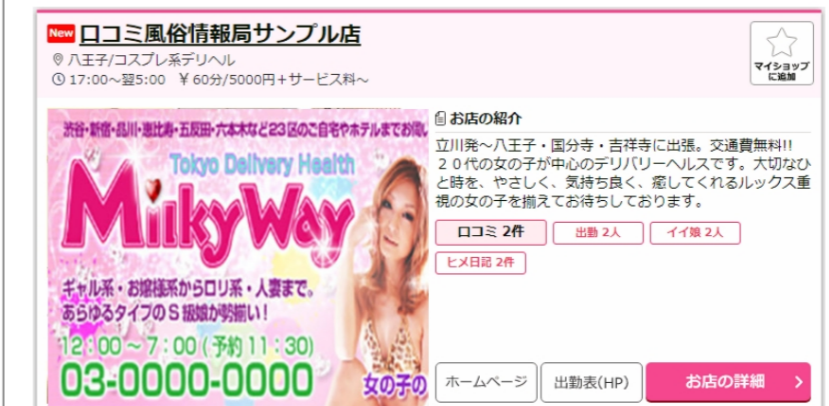 New 口コミ風俗情報局サンプル店
八王子/コスプレ系デリヘル
17:00～翌5:00 ￥60分/5000円+サービス料～
マイショップ
に追加
渋谷・新宿・品川・恵比寿・五反田・六本木など23区のご自宅やホテルまでお伺い
Tokyo Delivery Health
MilkyWay
ギャル系・お嬢様系からロリ系・人妻まで。
あらゆるタイプのS級娘が勢揃い！
12:00～7:00(予約11:30)
03-0000-0000
女の子の
お店の紹介
立川発～八王子・国分寺・吉祥寺に出張。交通費無料!!
２０代の女の子が中心のデリバリーヘルスです。大切なひ
と時を、やさしく、気持ち良く、癒してくれるルックス重
視の女の子を揃えてお待ちしております。
口コミ 2件
出勤 2人
イイ娘 2人
ヒメ日記 2件
ホームページ
出勤表(HP)
お店の詳細